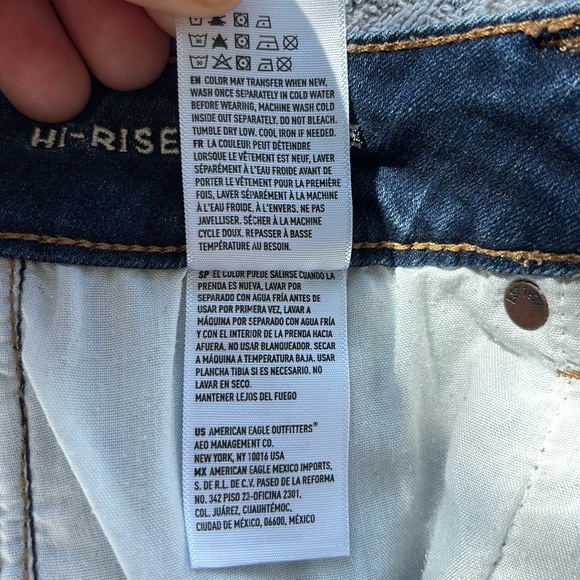 HI-RISE
EN COLOR MAY TRANSFER WHEN NEW,
WASH ONCE SEPARATELY IN COLD WATER
BEFORE WEARING, MACHINE WASH COLD
INSIDE OUT SEPARATELY. DO NOT BLEACH.
TUMBLE DRY LOW. COOL IRON IF NEEDED.
FR LA COULEUR PEUT DÉTEINDRE
LORSQUE LE VÊTEMENT EST NEUF, LAVER
SÉPARÉMENT À L'EAU FROIDE AVANT DE
PORTER LE VÊTEMENT POUR LA PREMIÈRE
FOIS, LAVER SÉPARÉMENT À LA MACHINE
À L'EAU FROIDE, À L'ENVERS. NE PAS
JAVELLISER. SÉCHER À LA MACHINE
CYCLE DOUX. REPASSER À BASSE
TEMPÉRATURE AU BESOIN.
SP EL COLOR PUEDE SALIRSE CUANDO LA
PRENDA ES NUEVA, LAVAR POR
SEPARADO CON AGUA FRÍA ANTES DE
USAR POR PRIMERA VEZ, LAVAR A
MÁQUINA POR SEPARADO CON AGUA FRÍA
Y CON EL INTERIOR DE LA PRENDA HACIA
AFUERA. NO USAR BLANQUEADOR. SECAR
A MÁQUINA A TEMPERATURA BAJA. USAR
PLANCHA TIBIA SI ES NECESARIO. NO
LAVAR EN SECO.
MANTENER LEJOS DEL FUEGO
US AMERICAN EAGLE OUTFITTERS®
AEO MANAGEMENT CO.
NEW YORK, NY 10016 USA
MX AMERICAN EAGLE MEXICO IMPORTS,
S. DE R.L. DE C.V. PASEO DE LA REFORMA
NO. 342 PISO 23-OFICINA 2301,
COL. JUÁREZ, CUAUHTÉMOC,
CIUDAD DE MÉXICO, 06600, MÉXICO